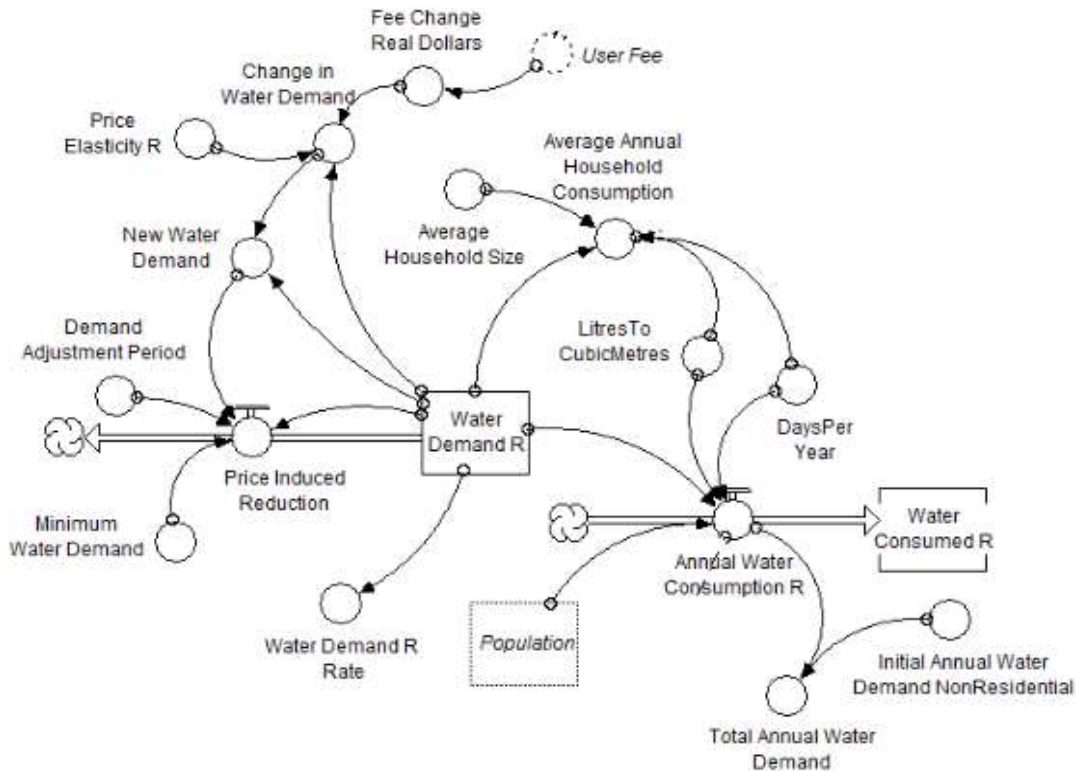 Fee Change
Real Dollars
User Fee
Change in
Water Demand
Price
Elasticity R
Average Annual
Household
Consumption
Average
Household Size
New Water
Demand
LitresTo
CubicMetres
Demand
Adjustment Period
Water
Demand R
DaysPer
Year
Price Induced
Reduction
Minimum
Water Demand
Water
Consumed R
Annual Water
Consumption R
Water Demand R
Rate
Population
Initial Annual Water
Demand NonResidential
Total Annual Water
Demand